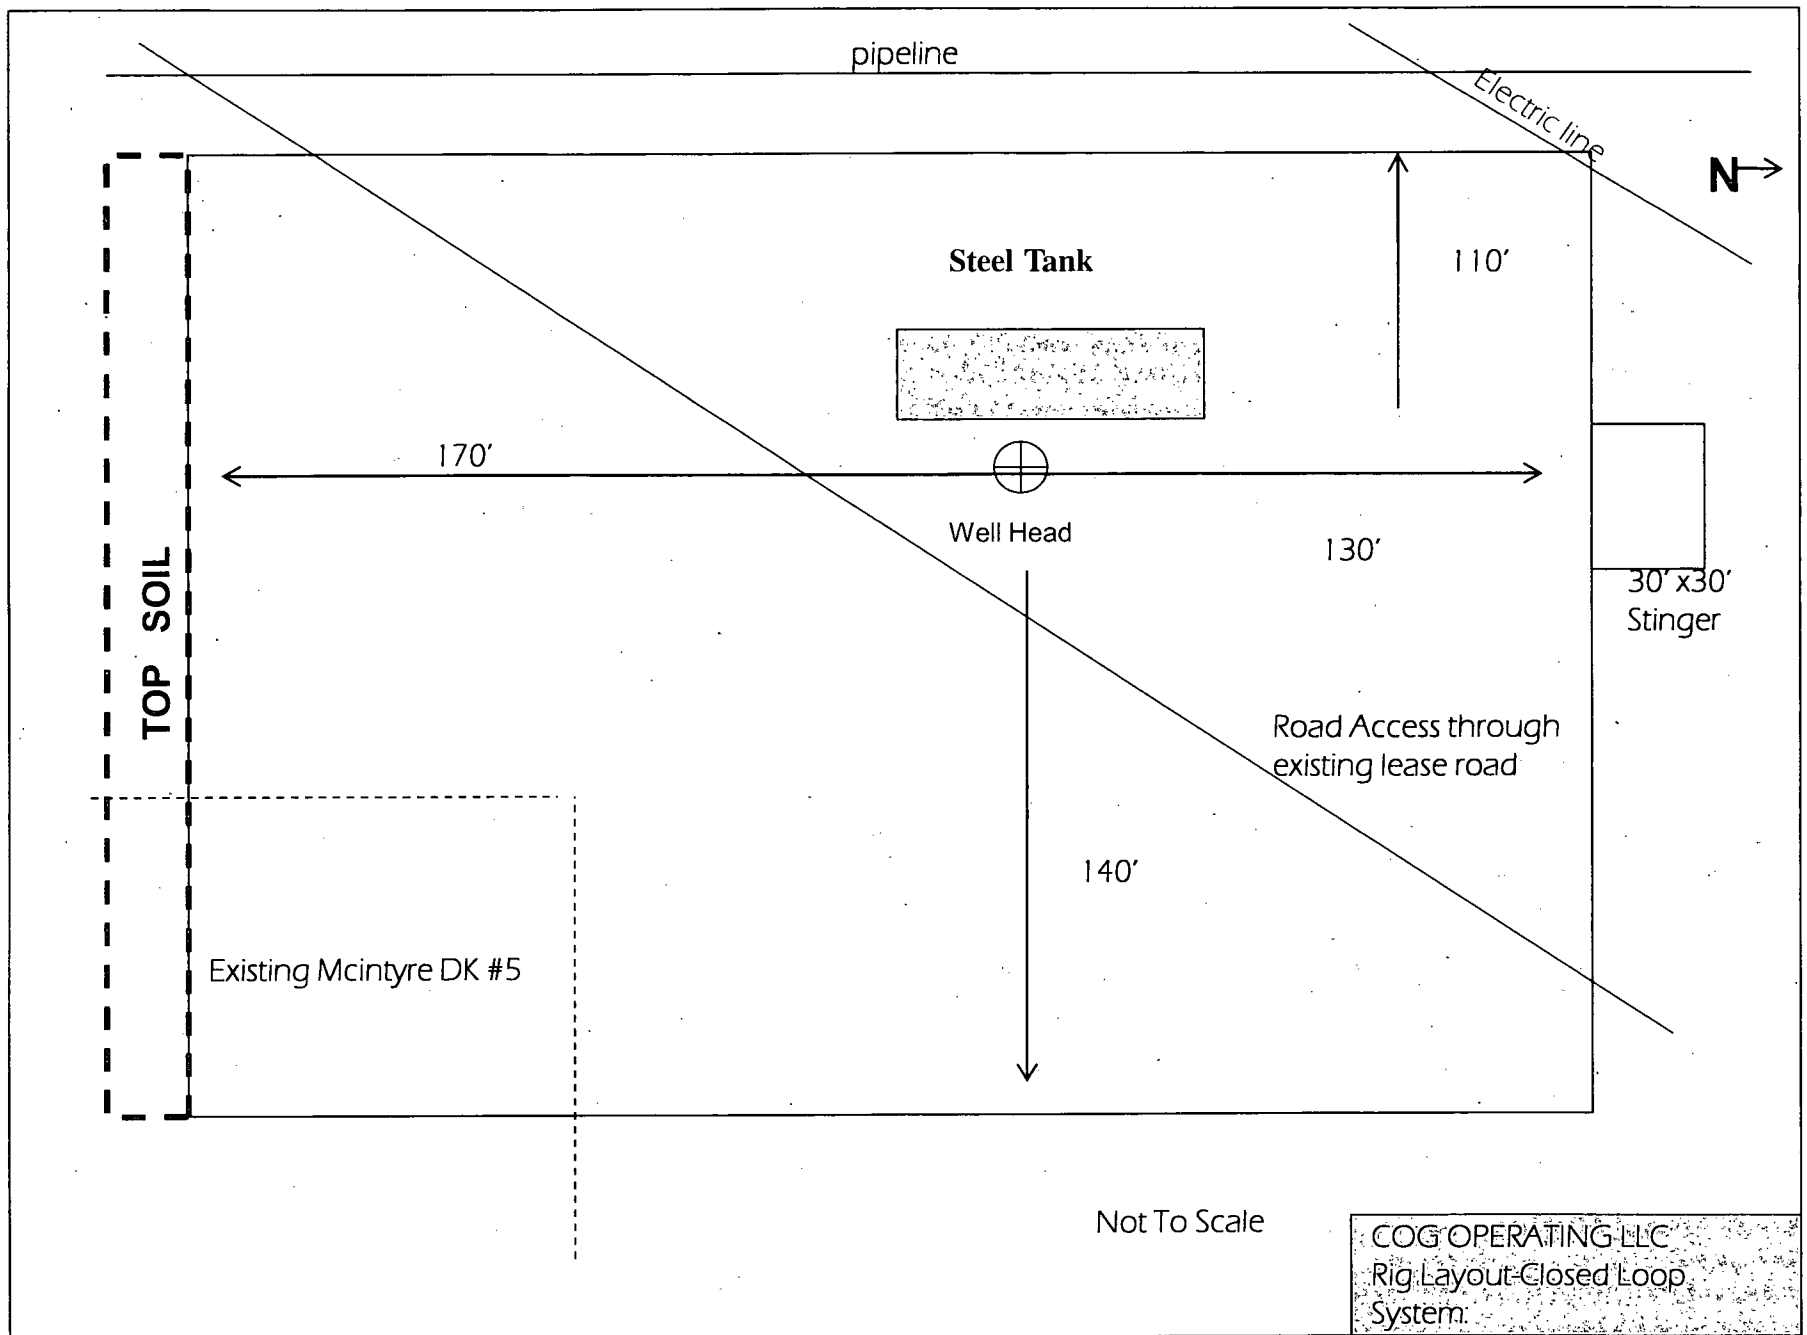 pipeline
Electric line
N
Steel Tank
110′
170′
Well Head
130′
30′ x30′
Stinger
TOP SOIL
Road Access through
existing lease road
140′
Existing Mcintyre DK #5
Not To Scale
COG OPERATING LLC
Rig Layout-Closed Loop
System.